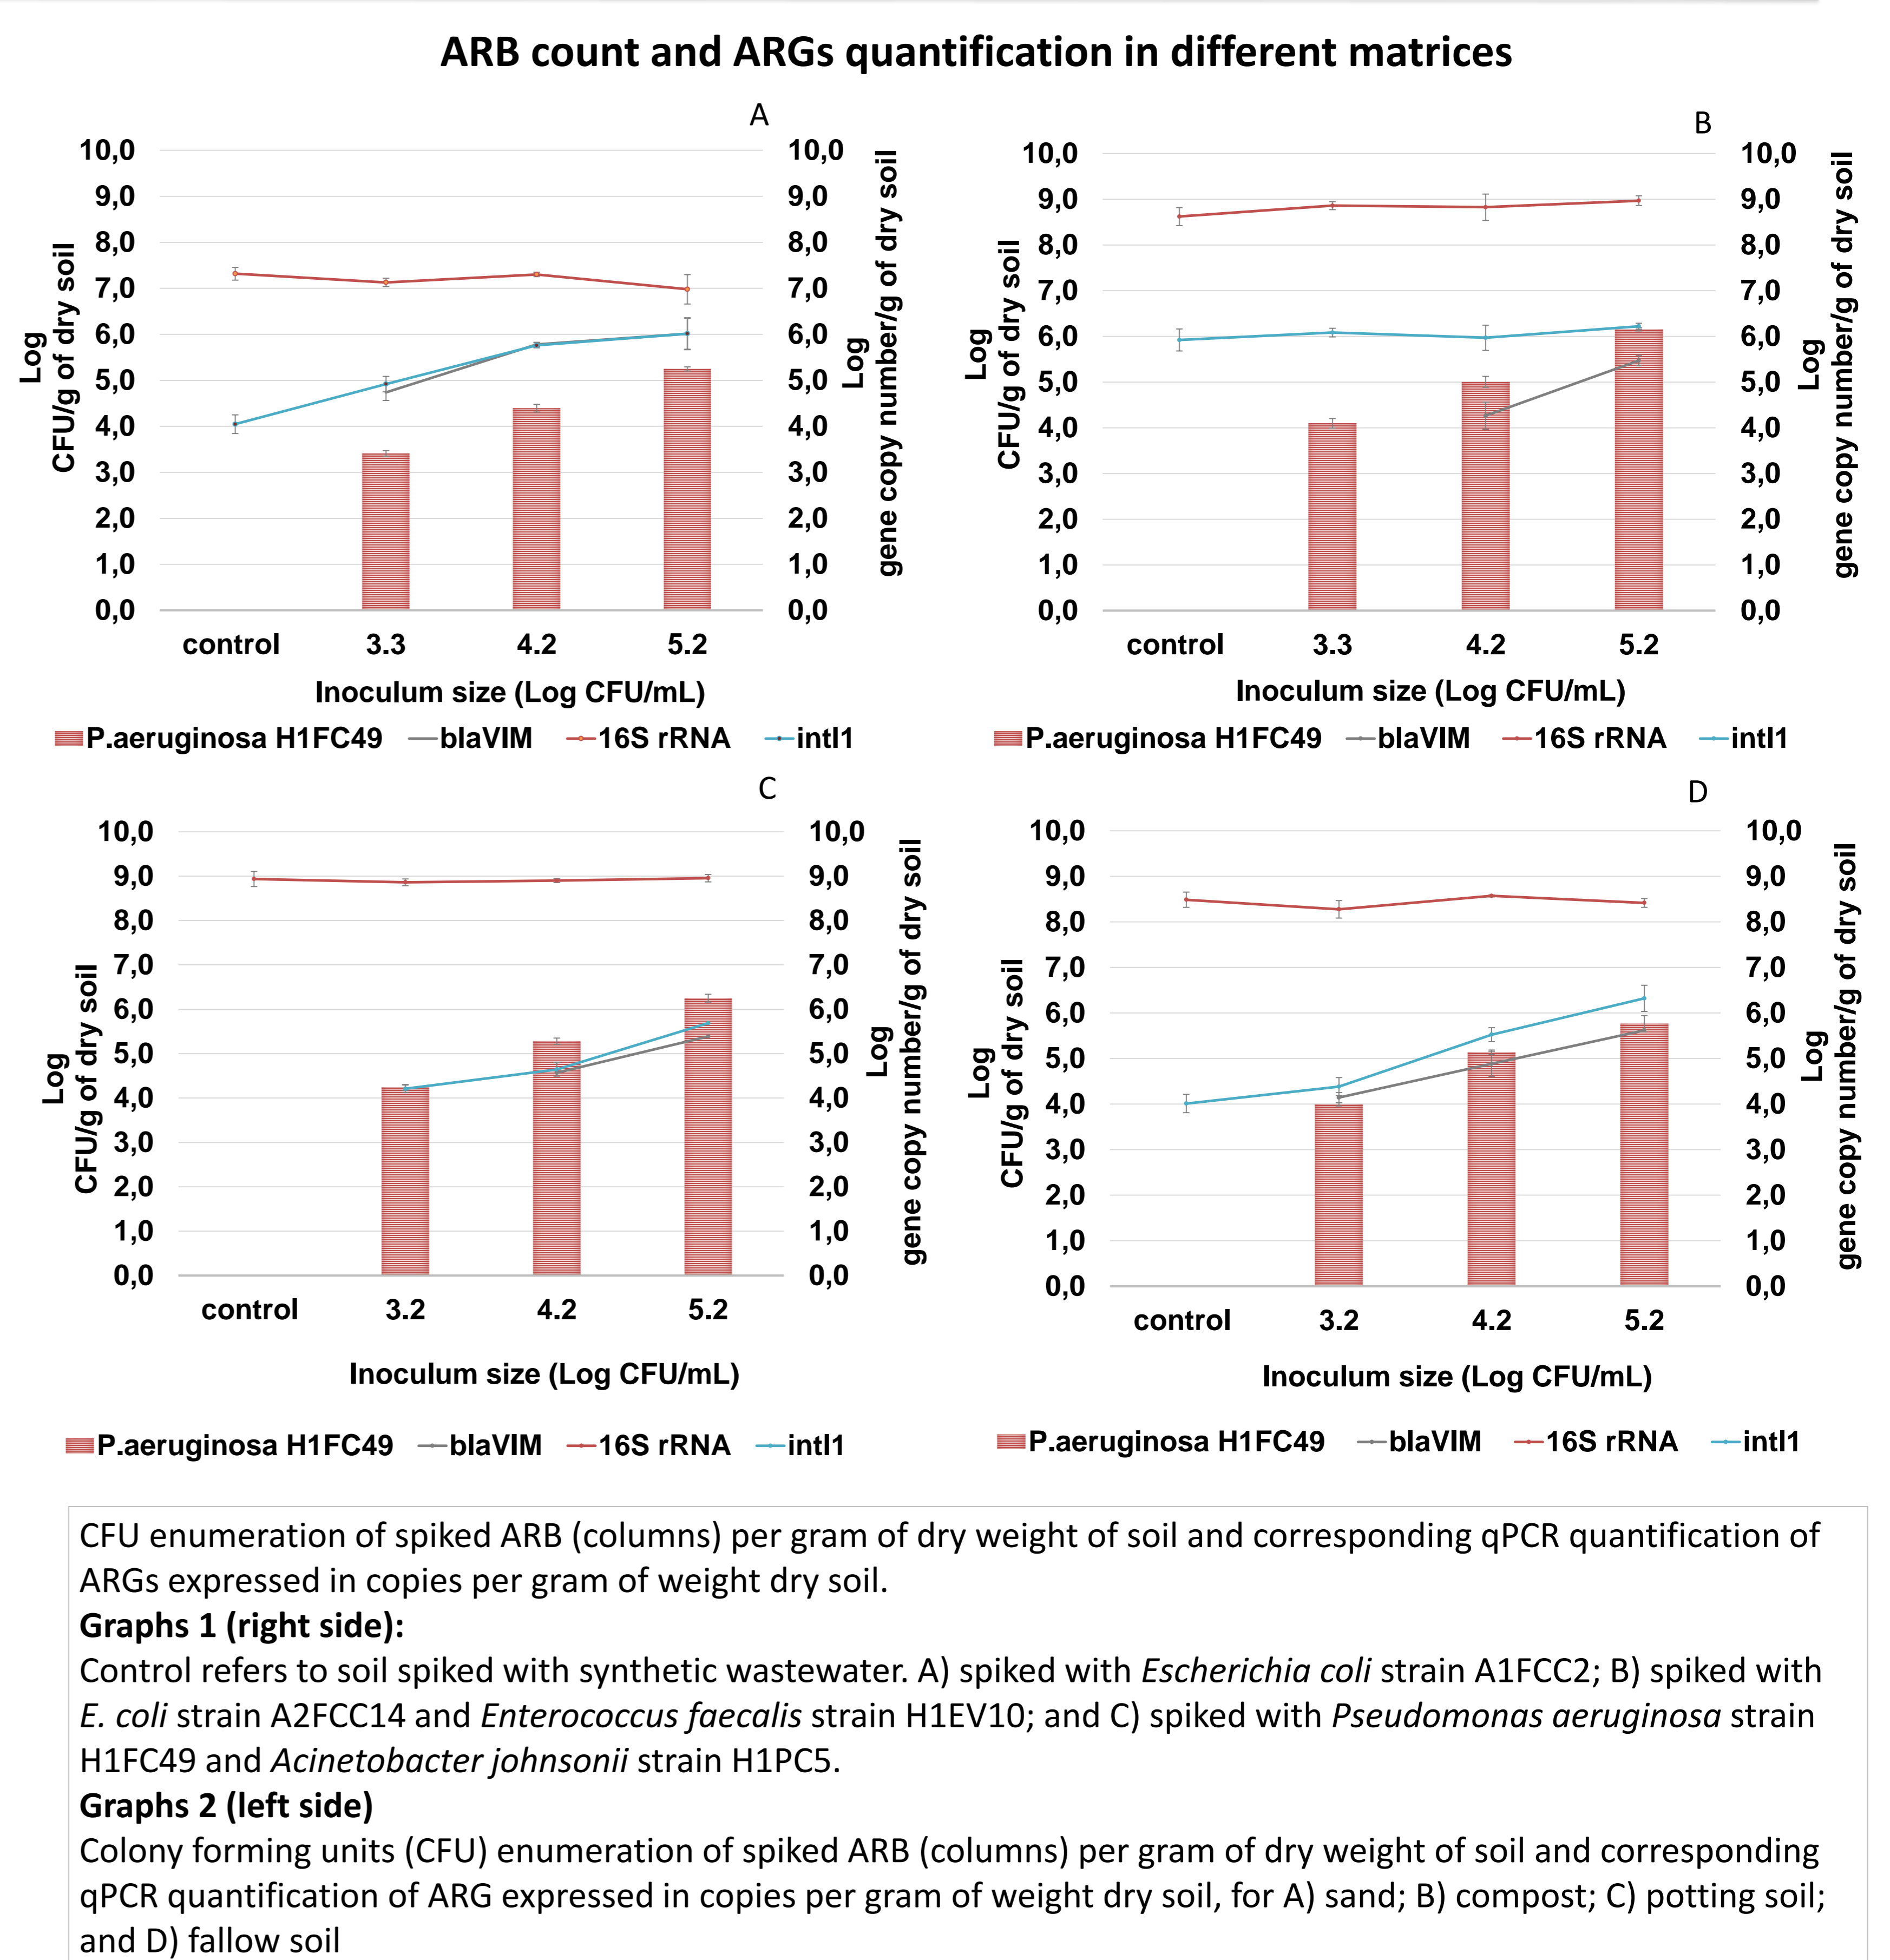 ARB count and ARGs quantification in different matrices
A
Log
CFU/g of dry soil
10,0
9,0
8,0
7,0
6,0
5,0
4,0
3,0
2,0
1,0
0,0
10,0
9,0
8,0
7,0
6,0
5,0
4,0
3,0
2,0
1,0
0,0
Log
gene copy number/g of dry soil
control 3.3 4.2 5.2
Inoculum size (Log CFU/mL)
P.aeruginosa H1FC49 blaVIM 16S rRNA intI1
B
Log
CFU/g of dry soil
10,0
9,0
8,0
7,0
6,0
5,0
4,0
3,0
2,0
1,0
0,0
10,0
9,0
8,0
7,0
6,0
5,0
4,0
3,0
2,0
1,0
0,0
Log
gene copy number/g of dry soil
control 3.3 4.2 5.2
Inoculum size (Log CFU/mL)
P.aeruginosa H1FC49 blaVIM 16S rRNA intI1
C
Log
CFU/g of dry soil
10,0
9,0
8,0
7,0
6,0
5,0
4,0
3,0
2,0
1,0
0,0
10,0
9,0
8,0
7,0
6,0
5,0
4,0
3,0
2,0
1,0
0,0
Log
gene copy number/g of dry soil
control 3.2 4.2 5.2
Inoculum size (Log CFU/mL)
P.aeruginosa H1FC49 blaVIM 16S rRNA intI1
D
Log
CFU/g of dry soil
10,0
9,0
8,0
7,0
6,0
5,0
4,0
3,0
2,0
1,0
0,0
10,0
9,0
8,0
7,0
6,0
5,0
4,0
3,0
2,0
1,0
0,0
Log
gene copy number/g of dry soil
control 3.2 4.2 5.2
Inoculum size (Log CFU/mL)
P.aeruginosa H1FC49 blaVIM 16S rRNA intI1
CFU enumeration of spiked ARB (columns) per gram of dry weight of soil and corresponding qPCR quantification of
ARGs expressed in copies per gram of weight dry soil.
Graphs 1 (right side):
Control refers to soil spiked with synthetic wastewater. A) spiked with Escherichia coli strain A1FCC2; B) spiked with
E. coli strain A2FCC14 and Enterococcus faecalis strain H1EV10; and C) spiked with Pseudomonas aeruginosa strain
H1FC49 and Acinetobacter johnsonii strain H1PC5.
Graphs 2 (left side)
Colony forming units (CFU) enumeration of spiked ARB (columns) per gram of dry weight of soil and corresponding
qPCR quantification of ARG expressed in copies per gram of weight dry soil, for A) sand; B) compost; C) potting soil;
and D) fallow soil